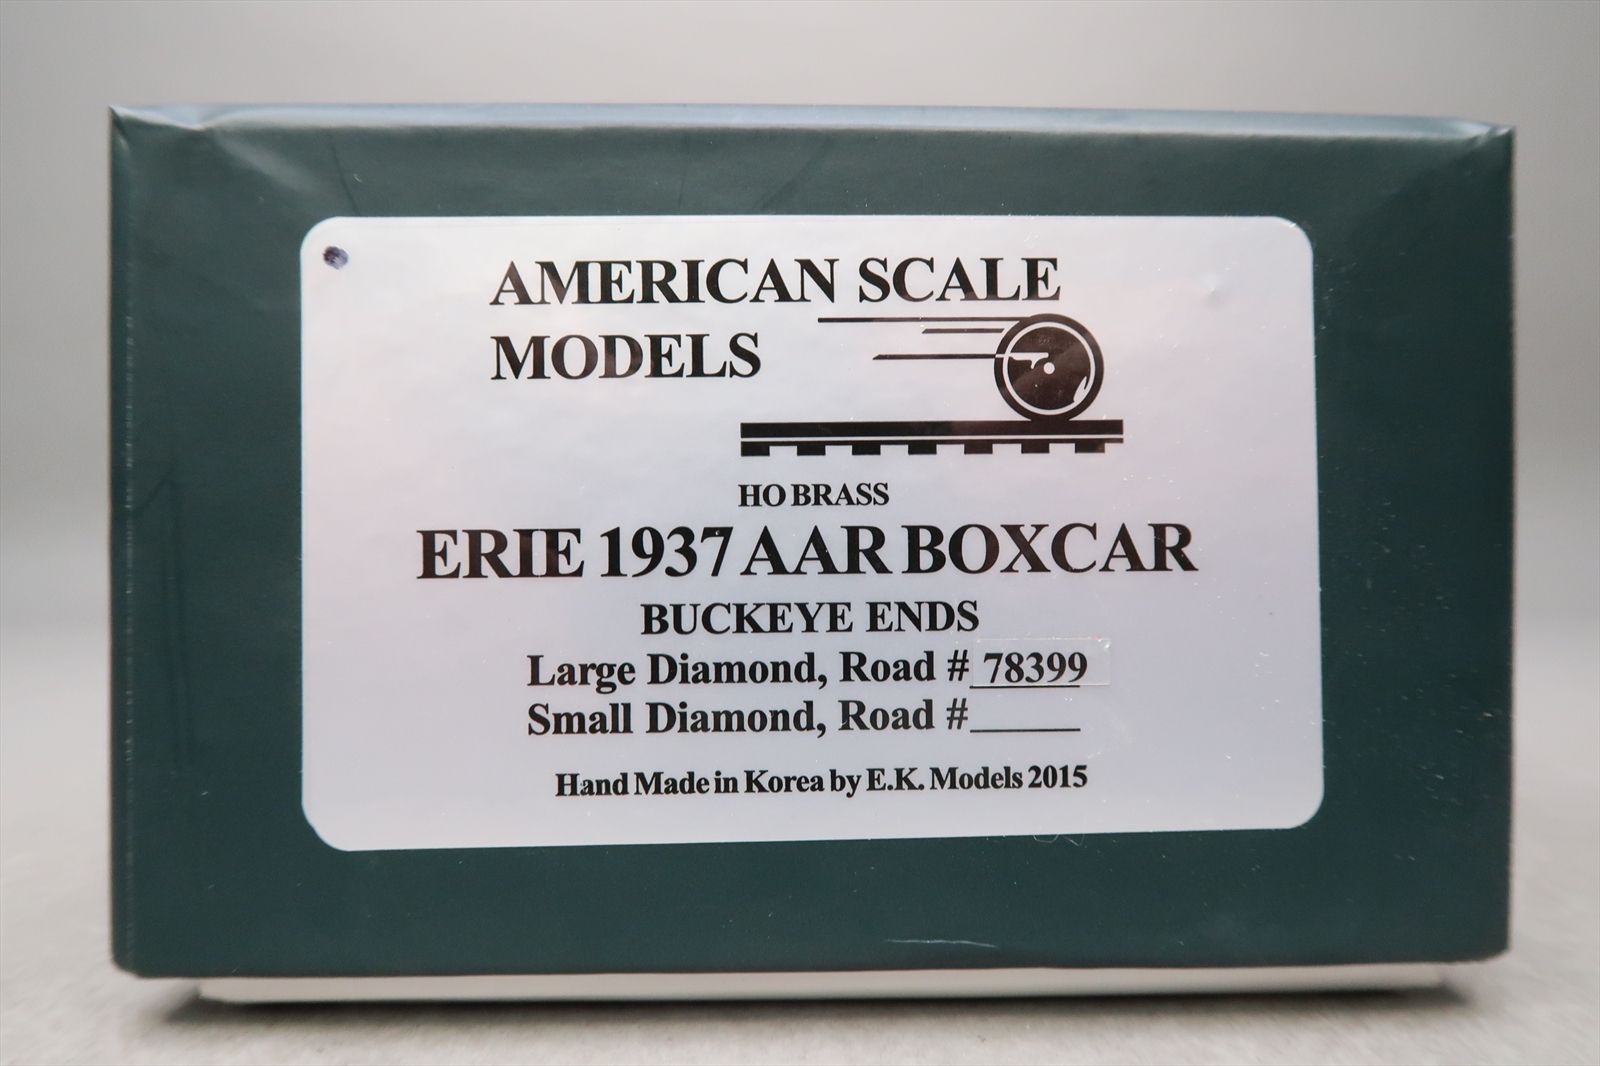 AMERICAN SCALE
MODELS
HO BRASS
ERIE 1937 AAR BOXCAR
BUCKEYE ENDS
Large Diamond, Road # 78399
Small Diamond, Road #______
Hand Made in Korea by E.K. Models 2015